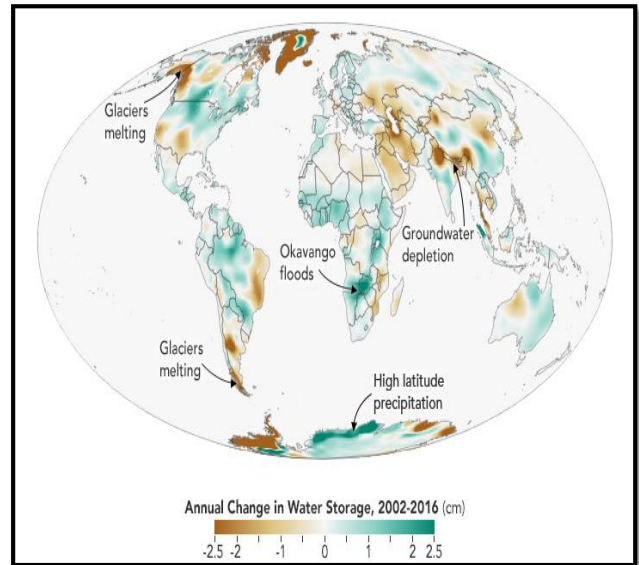 Glaciers
melting
Groundwater
depletion
Okavango
floods
Glaciers
melting
High latitude
precipitation
Annual Change in Water Storage, 2002-2016 (cm)
-2.5 -2 -1 0 1 2 2.5